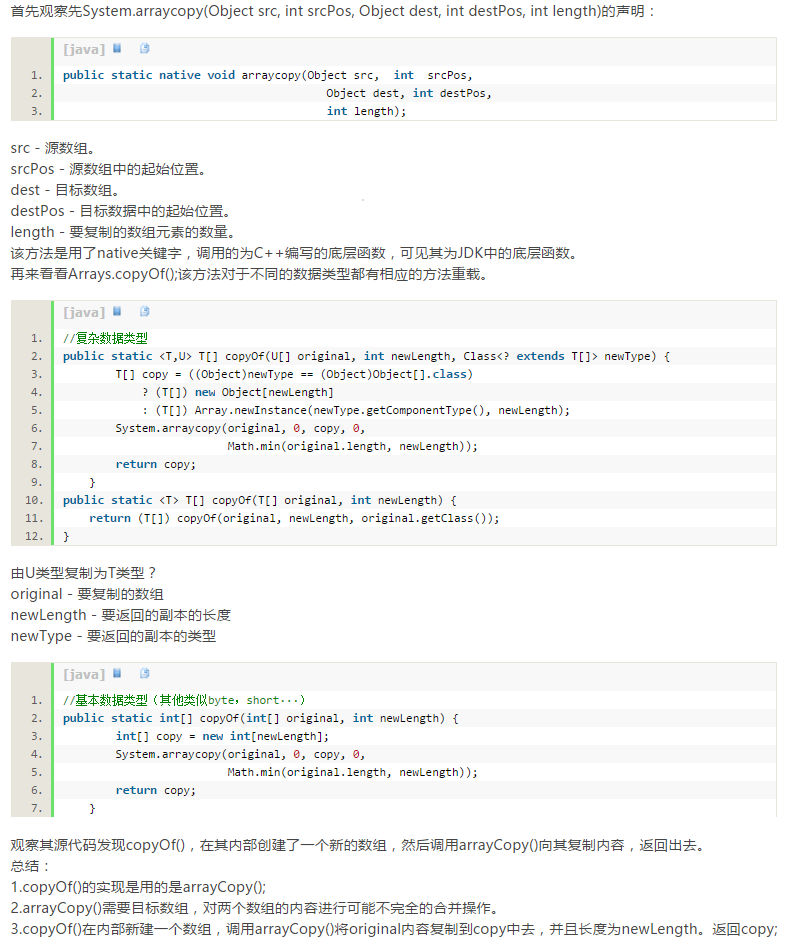 首先观察先System.arraycopy(Object src, int srcPos, Object dest, int destPos, int length)的声明：
[java]
1. public static native void arraycopy(Object src,  int  srcPos,
2. Object dest, int destPos,
3. int length);
src - 源数组。
srcPos - 源数组中的起始位置。
dest - 目标数组。
destPos - 目标数据中的起始位置。
length - 要复制的数组元素的数量。
该方法是用了native关键字，调用的为C++编写的底层函数，可见其为JDK中的底层函数。
再来看看Arrays.copyOf();该方法对于不同的数据类型都有相应的方法重载。
[java]
1. //复杂数据类型
2. public static <T,U> T[] copyOf(U[] original, int newLength, Class<? extends T[]> newType) {
3. T[] copy = ((Object)newType == (Object)Object[].class)
4. ? (T[]) new Object[newLength]
5. : (T[]) Array.newInstance(newType.getComponentType(), newLength);
6. System.arraycopy(original, 0, copy, 0,
7. Math.min(original.length, newLength));
8. return copy;
9. }
10. public static <T> T[] copyOf(T[] original, int newLength) {
11. return (T[]) copyOf(original, newLength, original.getClass());
12. }
由U类型复制为T类型？
original - 要复制的数组
newLength - 要返回的副本的长度
newType - 要返回的副本的类型
[java]
1. //基本数据类型（其他类似byte，short···）
2. public static int[] copyOf(int[] original, int newLength) {
3. int[] copy = new int[newLength];
4. System.arraycopy(original, 0, copy, 0,
5. Math.min(original.length, newLength));
6. return copy;
7. }
观察其源代码发现copyOf()，在其内部创建了一个新的数组，然后调用arrayCopy()向其复制内容，返回出去。
总结：
1.copyOf()的实现是用的是arrayCopy();
2.arrayCopy()需要目标数组，对两个数组的内容进行可能不完全的合并操作。
3.copyOf()在内部新建一个数组，调用arrayCopy()将original内容复制到copy中去，并且长度为newLength。返回copy;